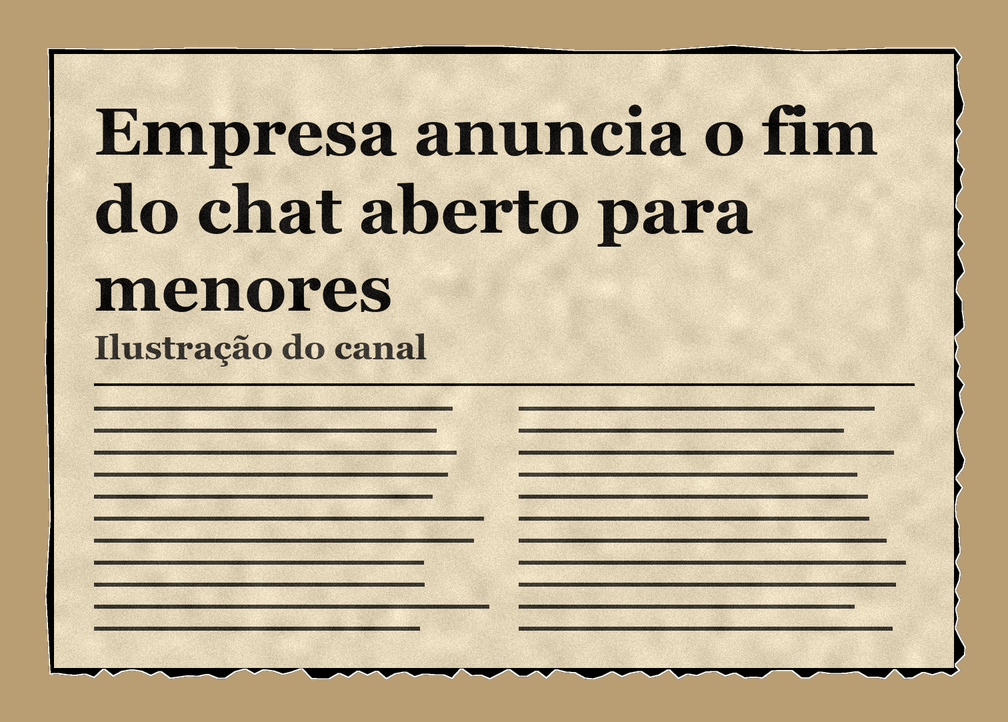 Empresa anuncia o fim
do chat aberto para
menores
Ilustração do canal